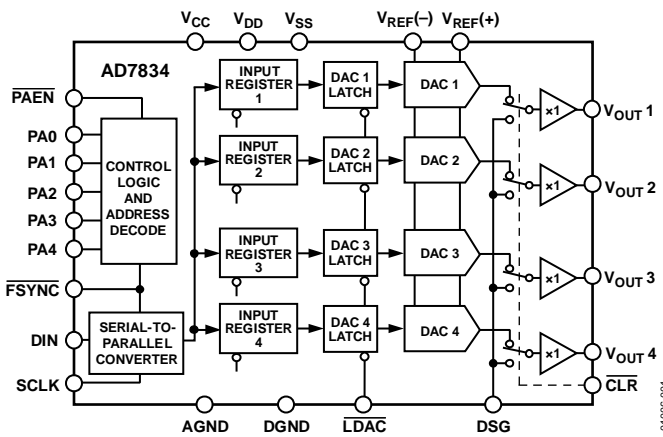 VCC
VDD
VSS
VREF(–)
VREF(+)
AD7834
PAEN
PA0
PA1
PA2
PA3
PA4
FSYNC
DIN
SCLK
CONTROL
LOGIC
AND
ADDRESS
DECODE
SERIAL-TO-
PARALLEL
CONVERTER
INPUT
REGISTER
1
DAC 1
LATCH
DAC 1
×1
VOUT 1
INPUT
REGISTER
2
DAC 2
LATCH
DAC 2
×1
VOUT 2
INPUT
REGISTER
3
DAC 3
LATCH
DAC 3
×1
VOUT 3
INPUT
REGISTER
4
DAC 4
LATCH
DAC 4
×1
VOUT 4
CLR
AGND
DGND
LDAC
DSG